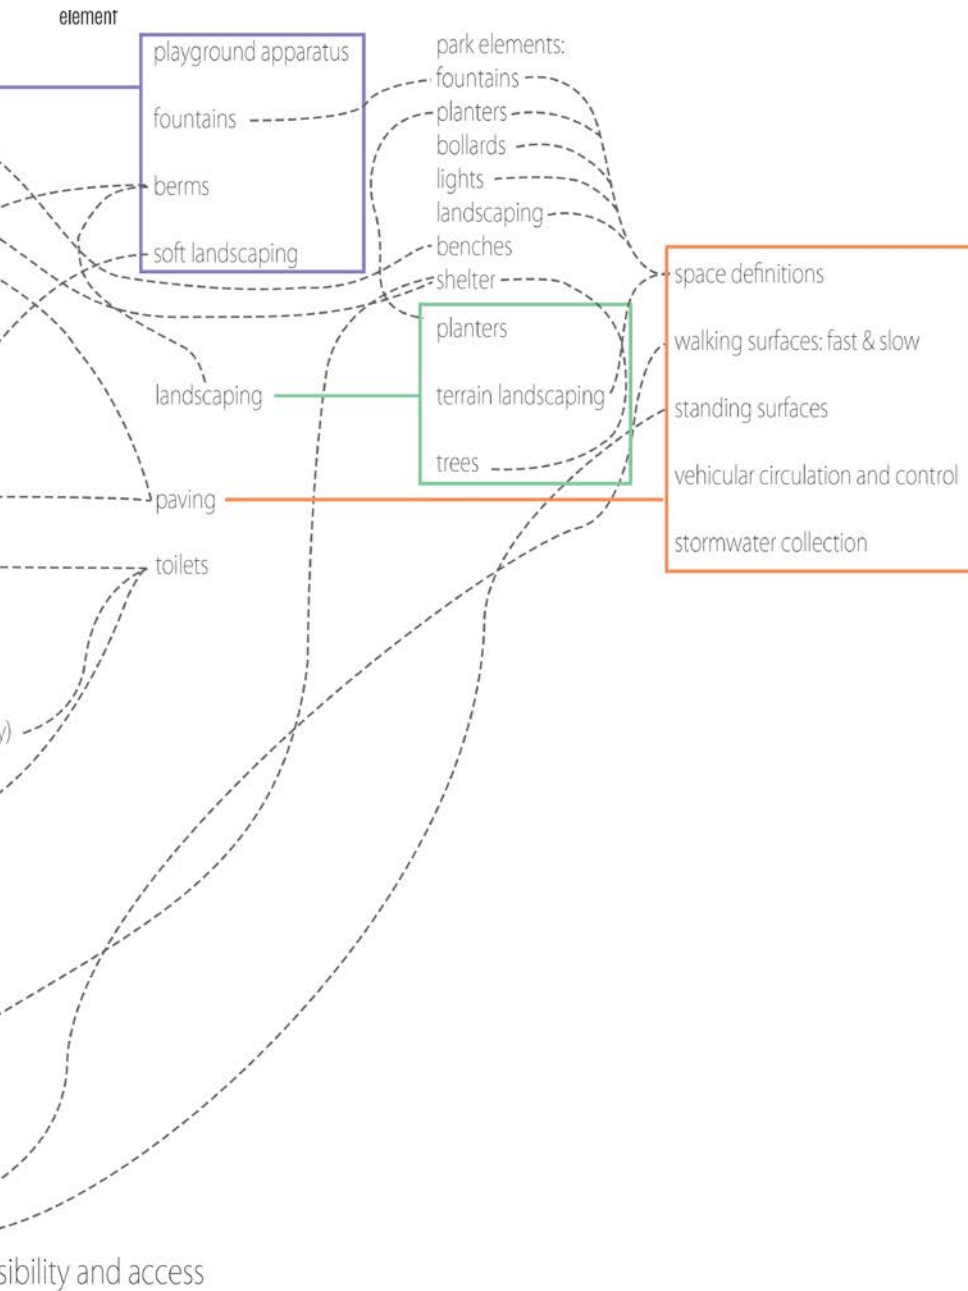 element
playground apparatus
fountains
berms
soft landscaping
landscaping
paving
toilets
y)
park elements:
fountains
planters
bollards
lights
landscaping
benches
shelter
planters
terrain landscaping
trees
space definitions
walking surfaces: fast & slow
standing surfaces
vehicular circulation and control
stormwater collection
sibility and access